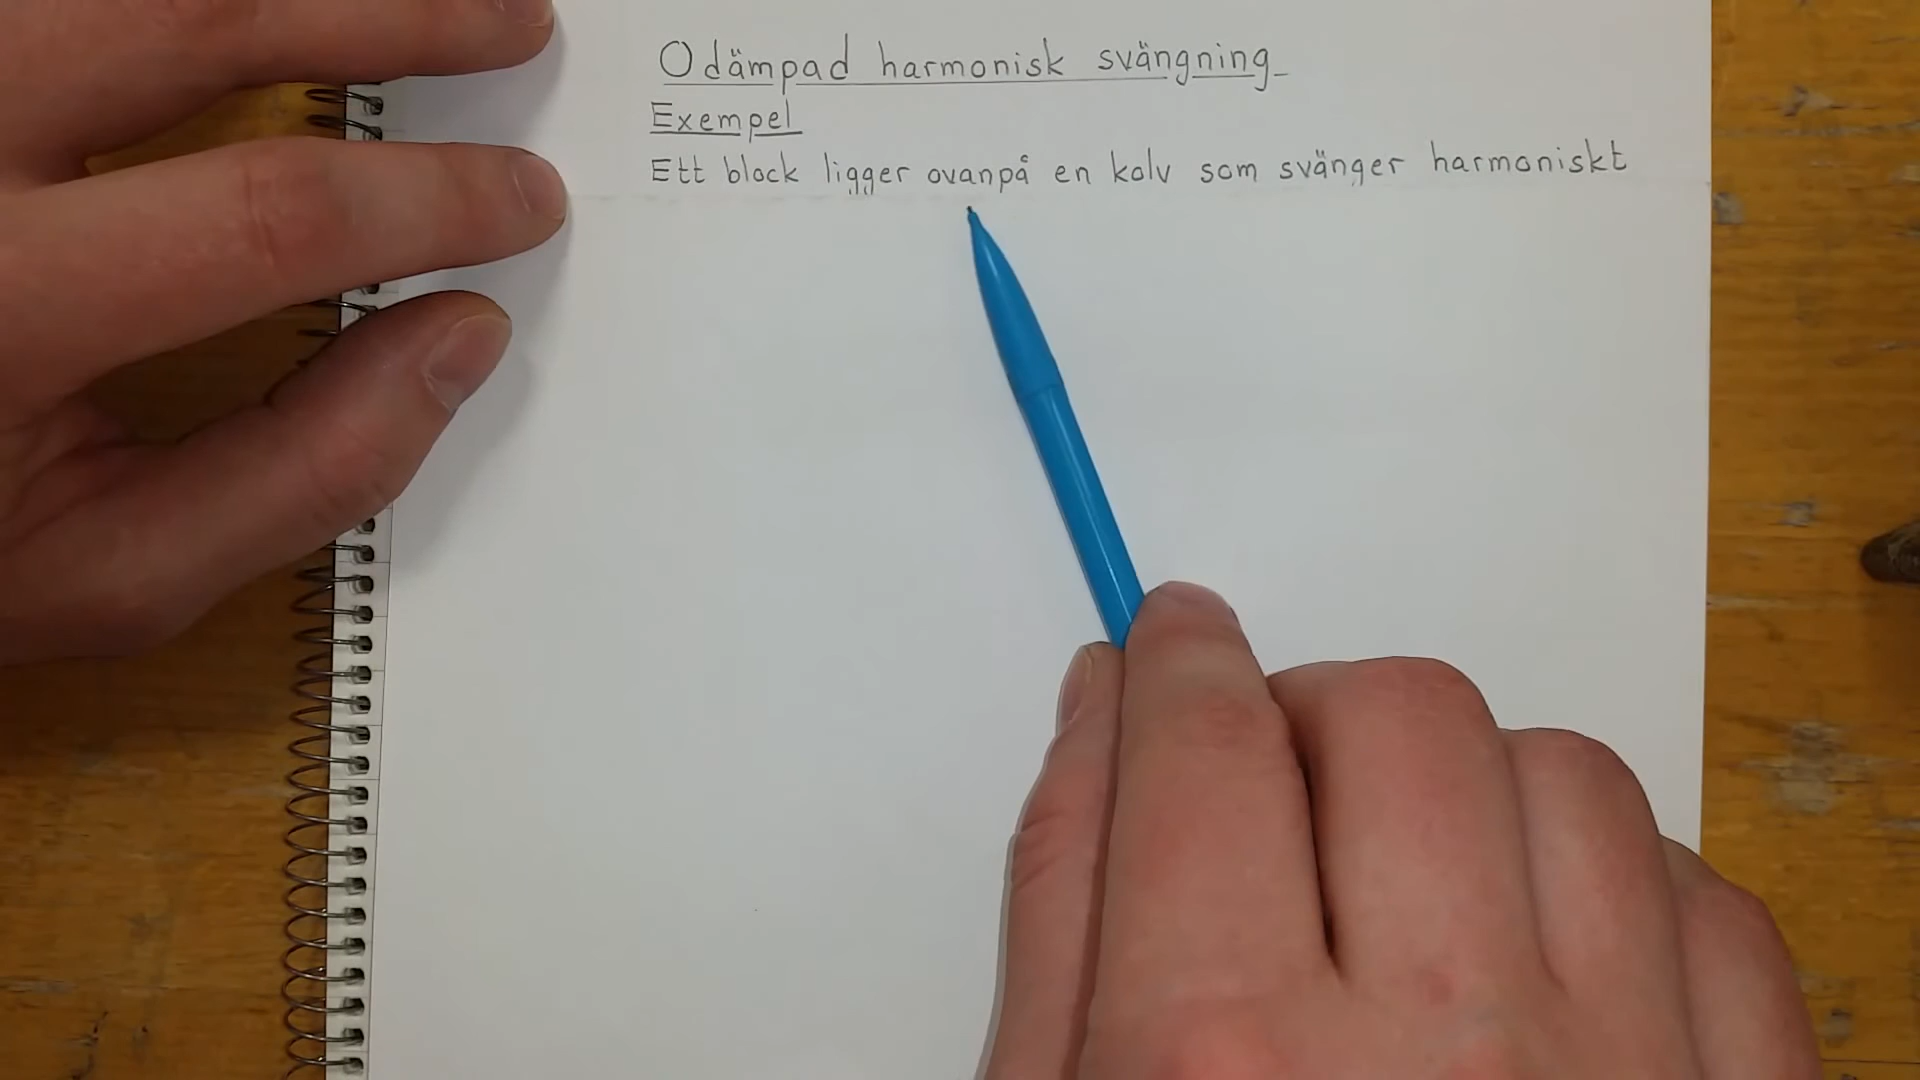 Odämpad harmonisk svängning
Exempel
Ett block ligger ovanpå en kolv som svänger harmoniskt